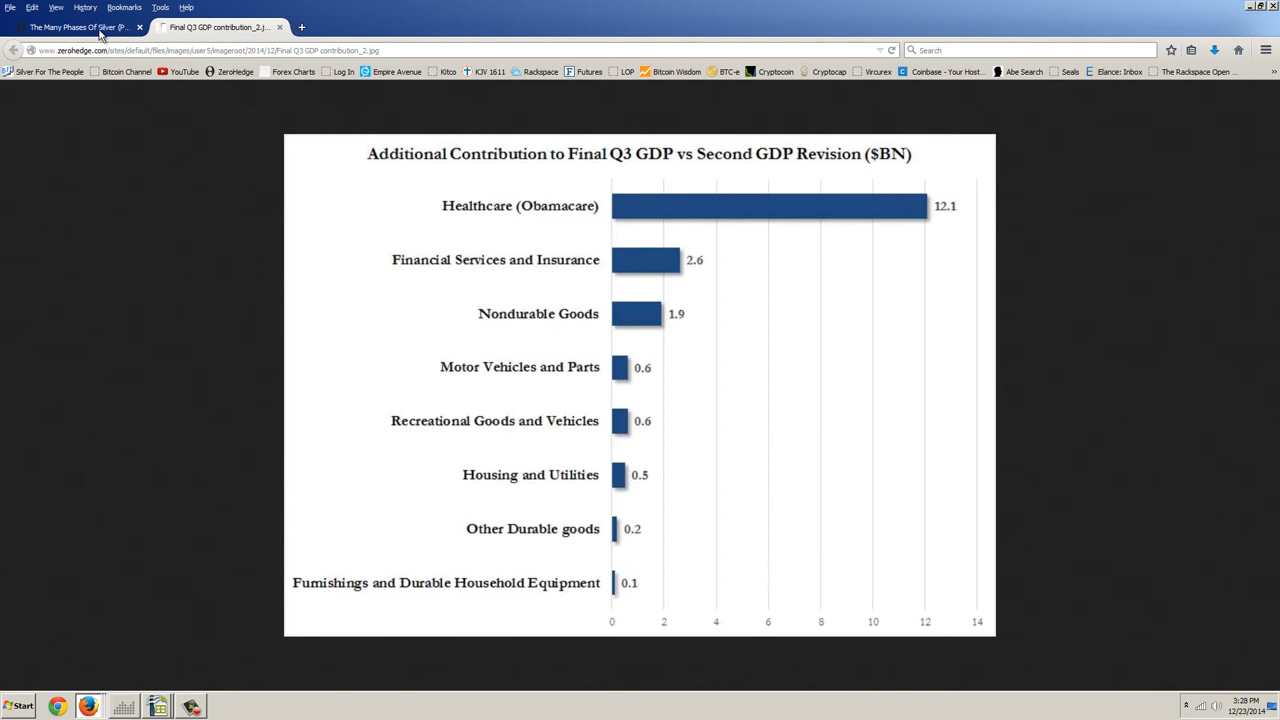 File Edit View History Bookmarks Tools Help
The Many Phases Of Silver (P...
Final Q3 GDP contribution_2.j...
www.zerohedge.com/sites/default/files/images/user5/imageroot/2014/12/Final Q3 GDP contribution_2.jpg
Search
Silver For The People Bitcoin Channel YouTube ZeroHedge Forex Charts Log In Empire Avenue Kitco KJV 1611 Rackspace Futures LOP Bitcoin Wisdom BTC-e Cryptocoin Cryptocap Vircurex Coinbase - Your Host... Abe Search Seals Elance: Inbox The Rackspace Open ...
Additional Contribution to Final Q3 GDP vs Second GDP Revision ($BN)
Healthcare (Obamacare) 12.1
Financial Services and Insurance 2.6
Nondurable Goods 1.9
Motor Vehicles and Parts 0.6
Recreational Goods and Vehicles 0.6
Housing and Utilities 0.5
Other Durable goods 0.2
Furnishings and Durable Household Equipment 0.1
0 2 4 6 8 10 12 14
Start
3:28 PM
12/23/2014